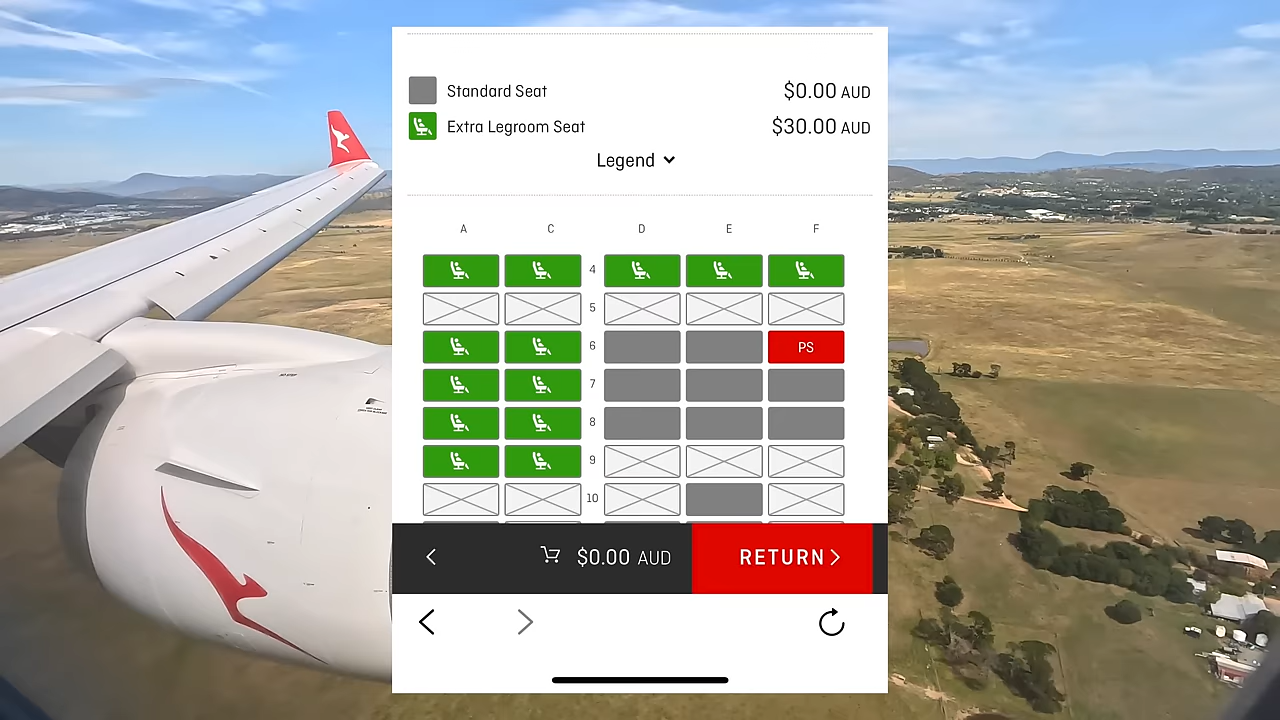 Standard Seat $0.00 AUD
Extra Legroom Seat $30.00 AUD
Legend
A C D E F
4
5
6 PS
7
8
9
10
$0.00 AUD RETURN